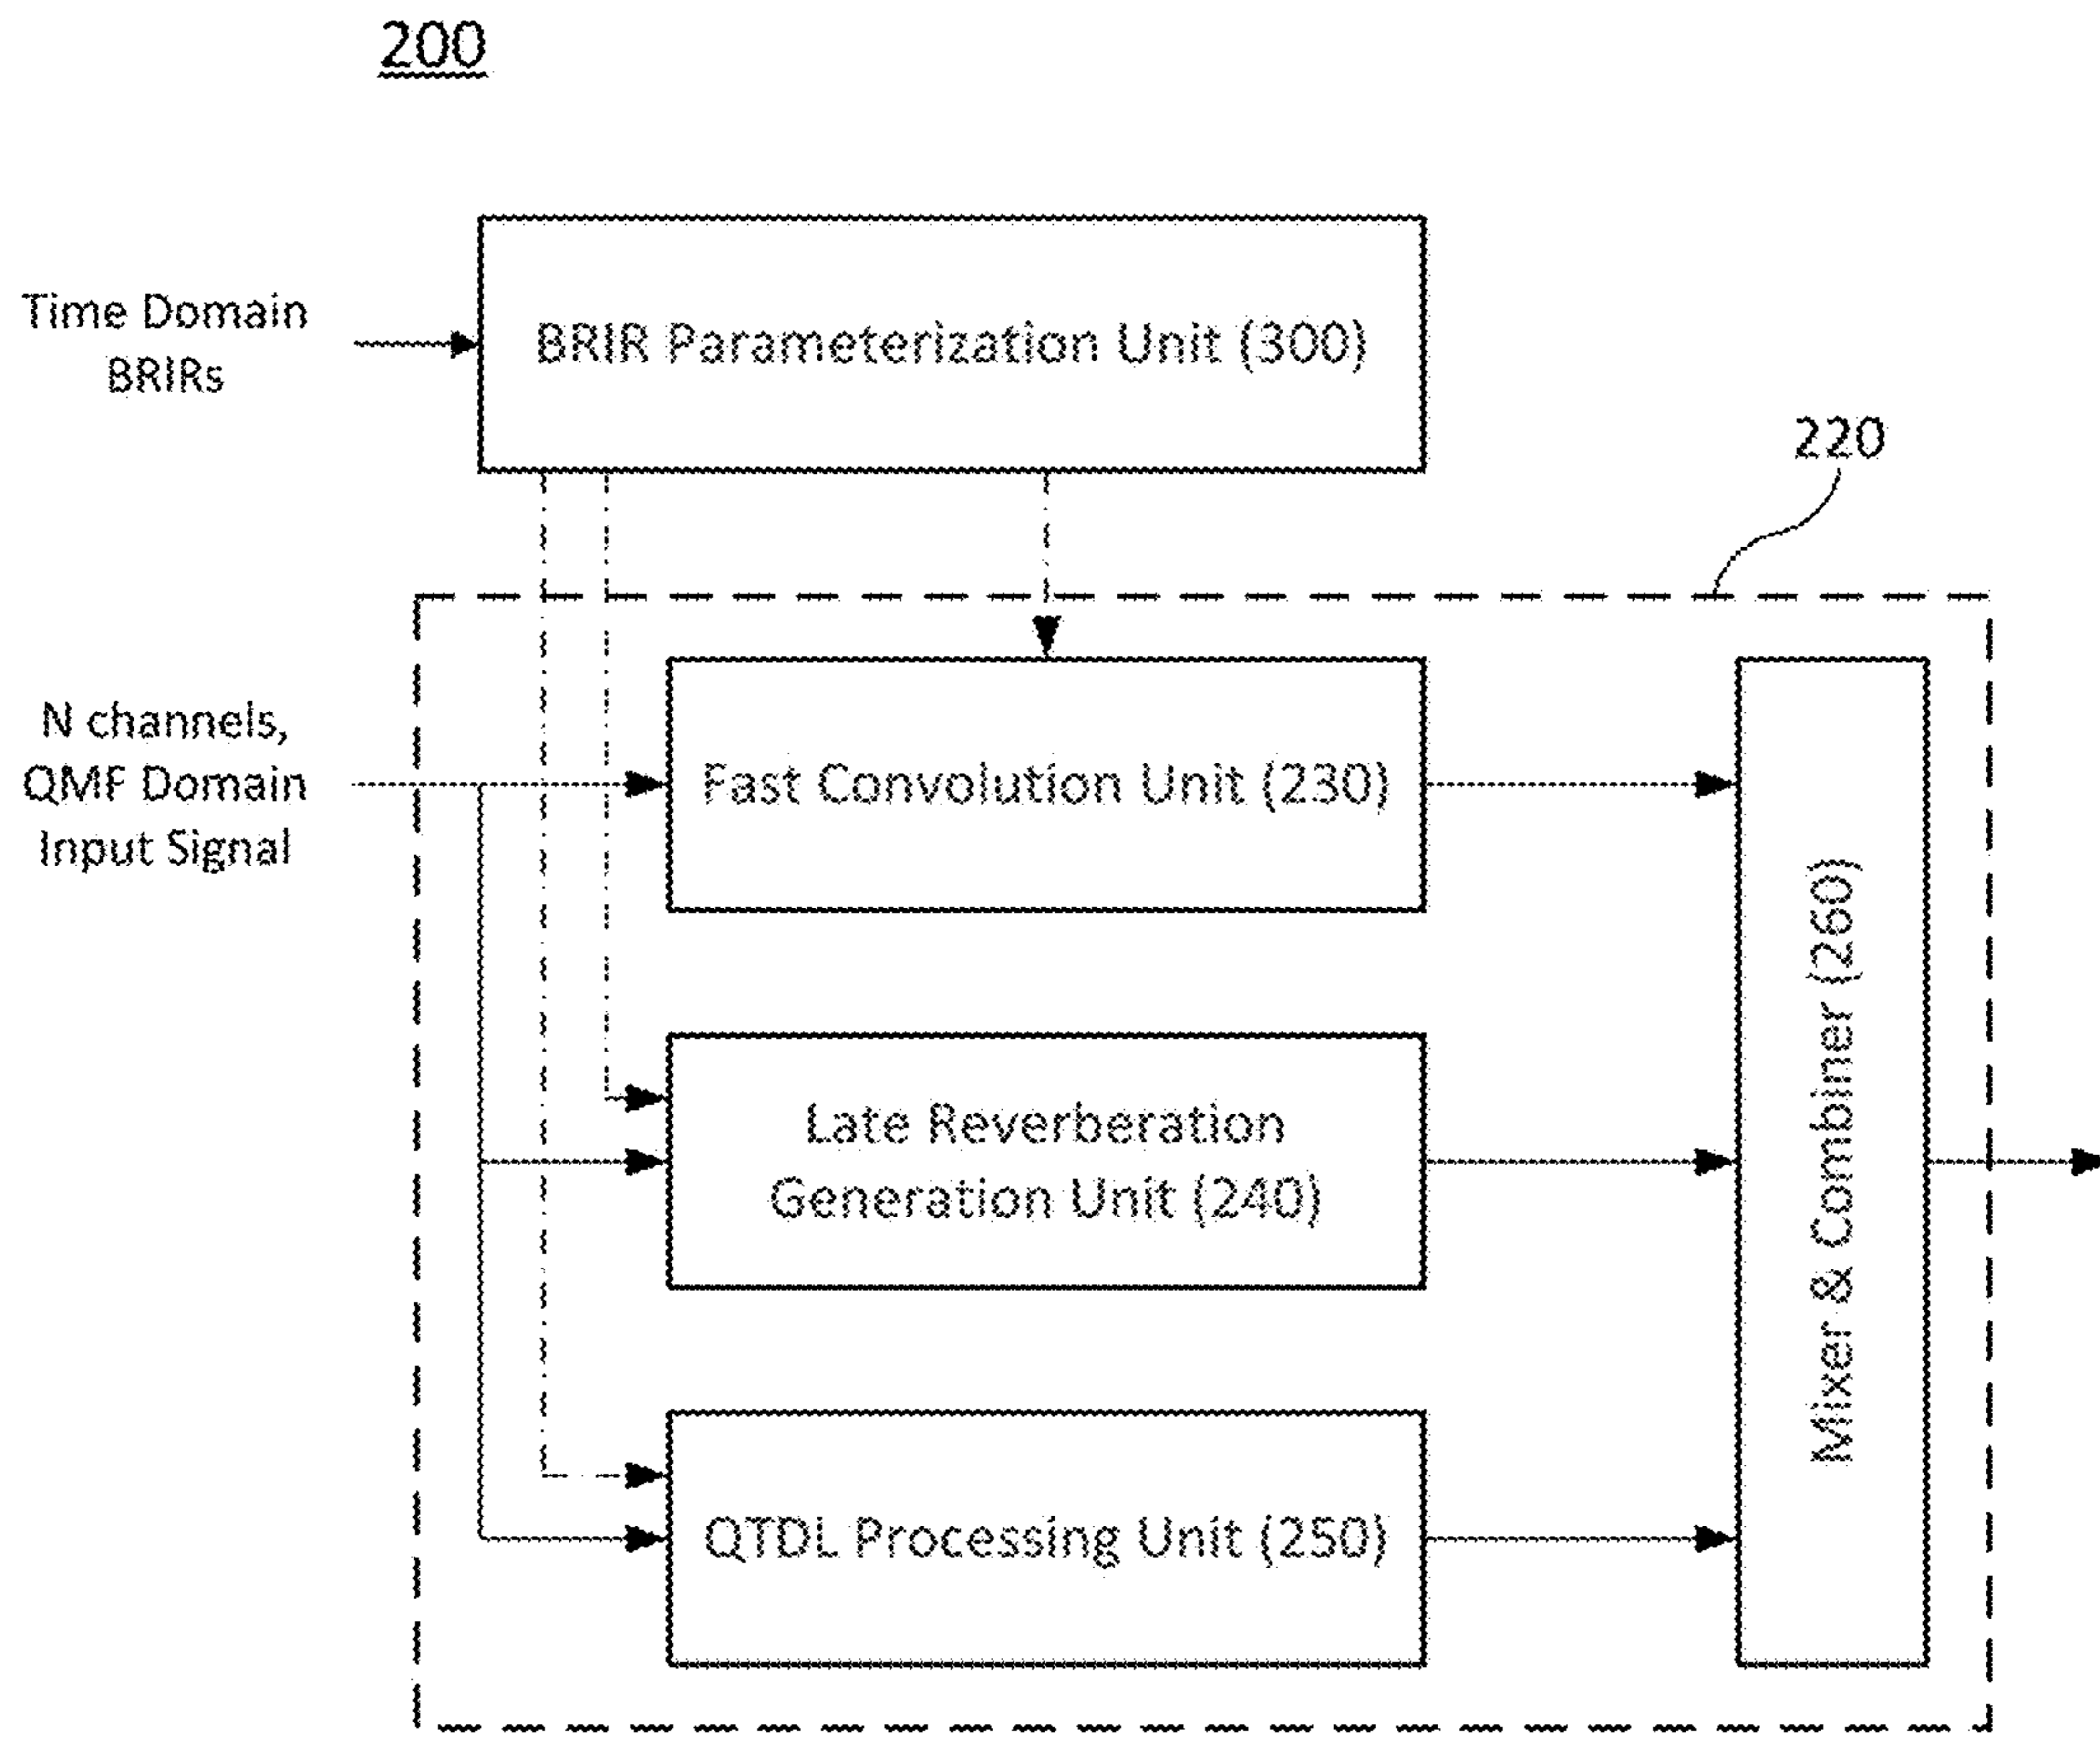 200
Time Domain
BRIRs
BRIR Parameterization Unit (300)
220
N channels,
QMF Domain
Input Signal
Fast Convolution Unit (230)
Late Reverberation
Generation Unit (240)
QTDL Processing Unit (250)
Mixer & Combiner (260)